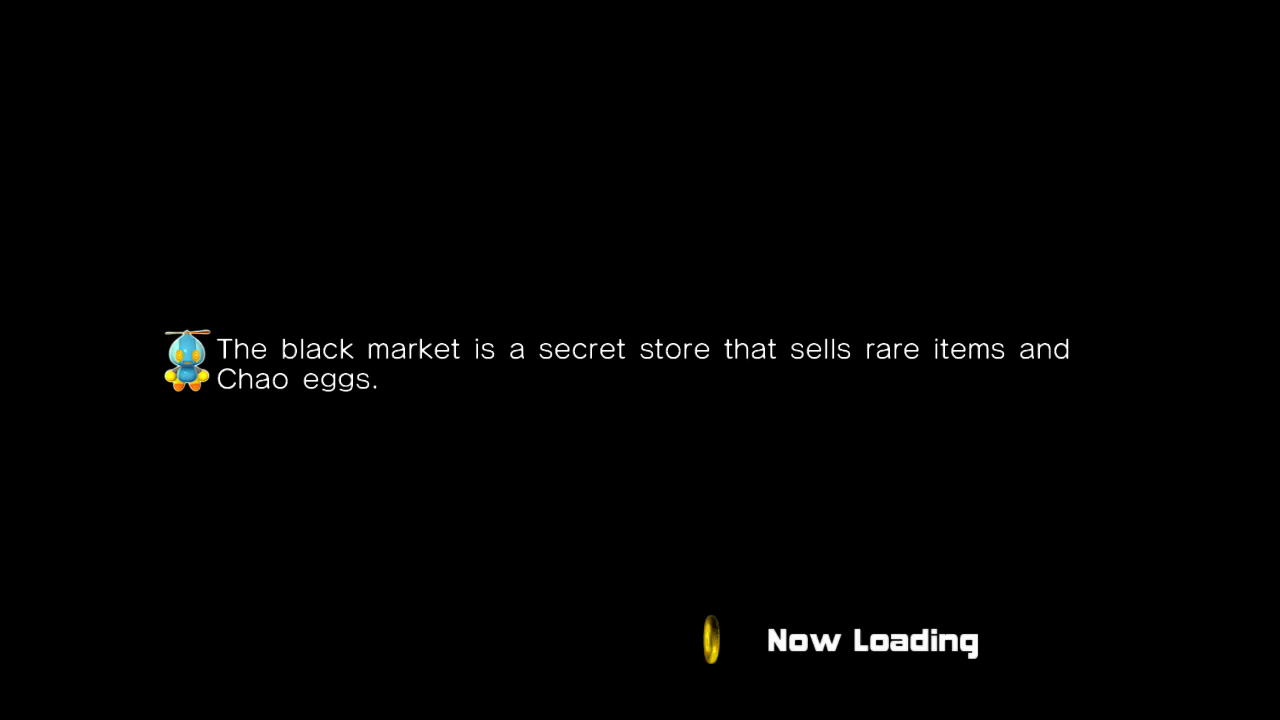 The black market is a secret store that sells rare items and
Chao eggs.
Now Loading